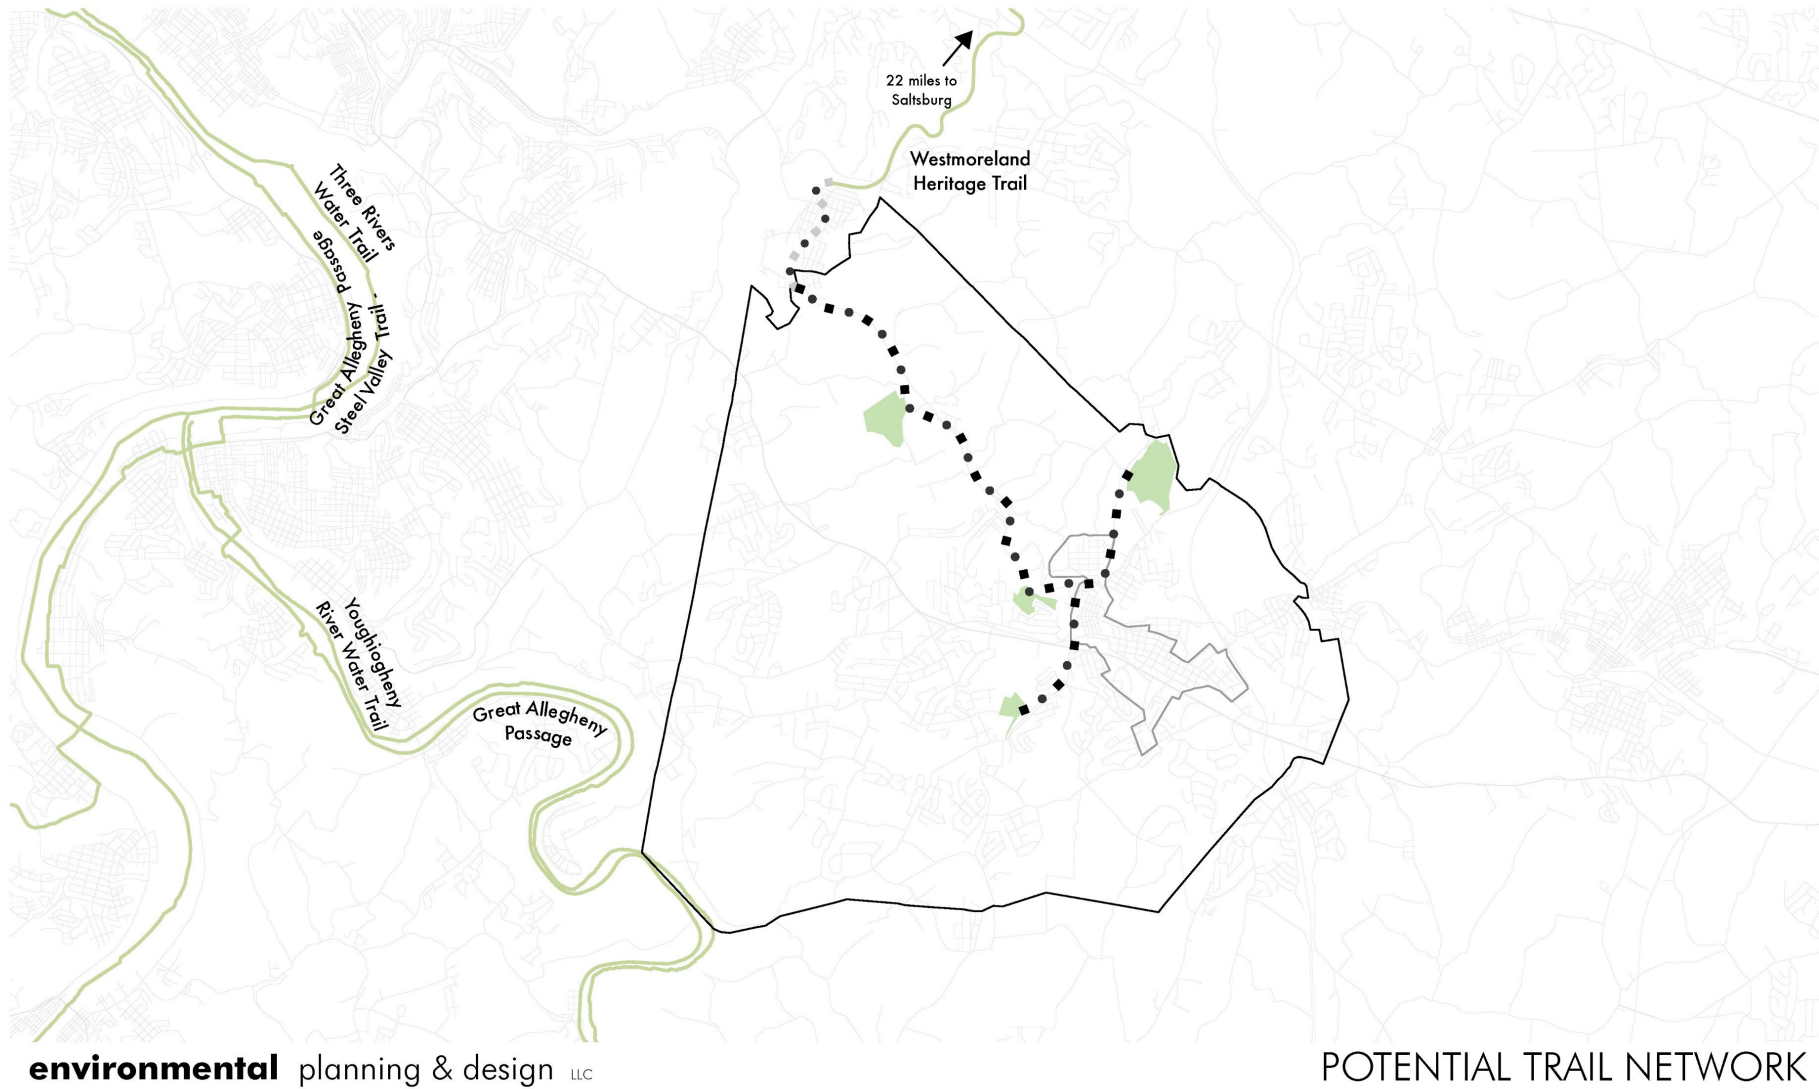 22 miles to
Saltsburg
Westmoreland
Heritage Trail
Three Rivers
Water Trail
Great Allegheny Passage
Steel Valley Trail -
Youghiogheny
River Water Trail
Great Allegheny
Passage
environmental planning & design LLC
POTENTIAL TRAIL NETWORK